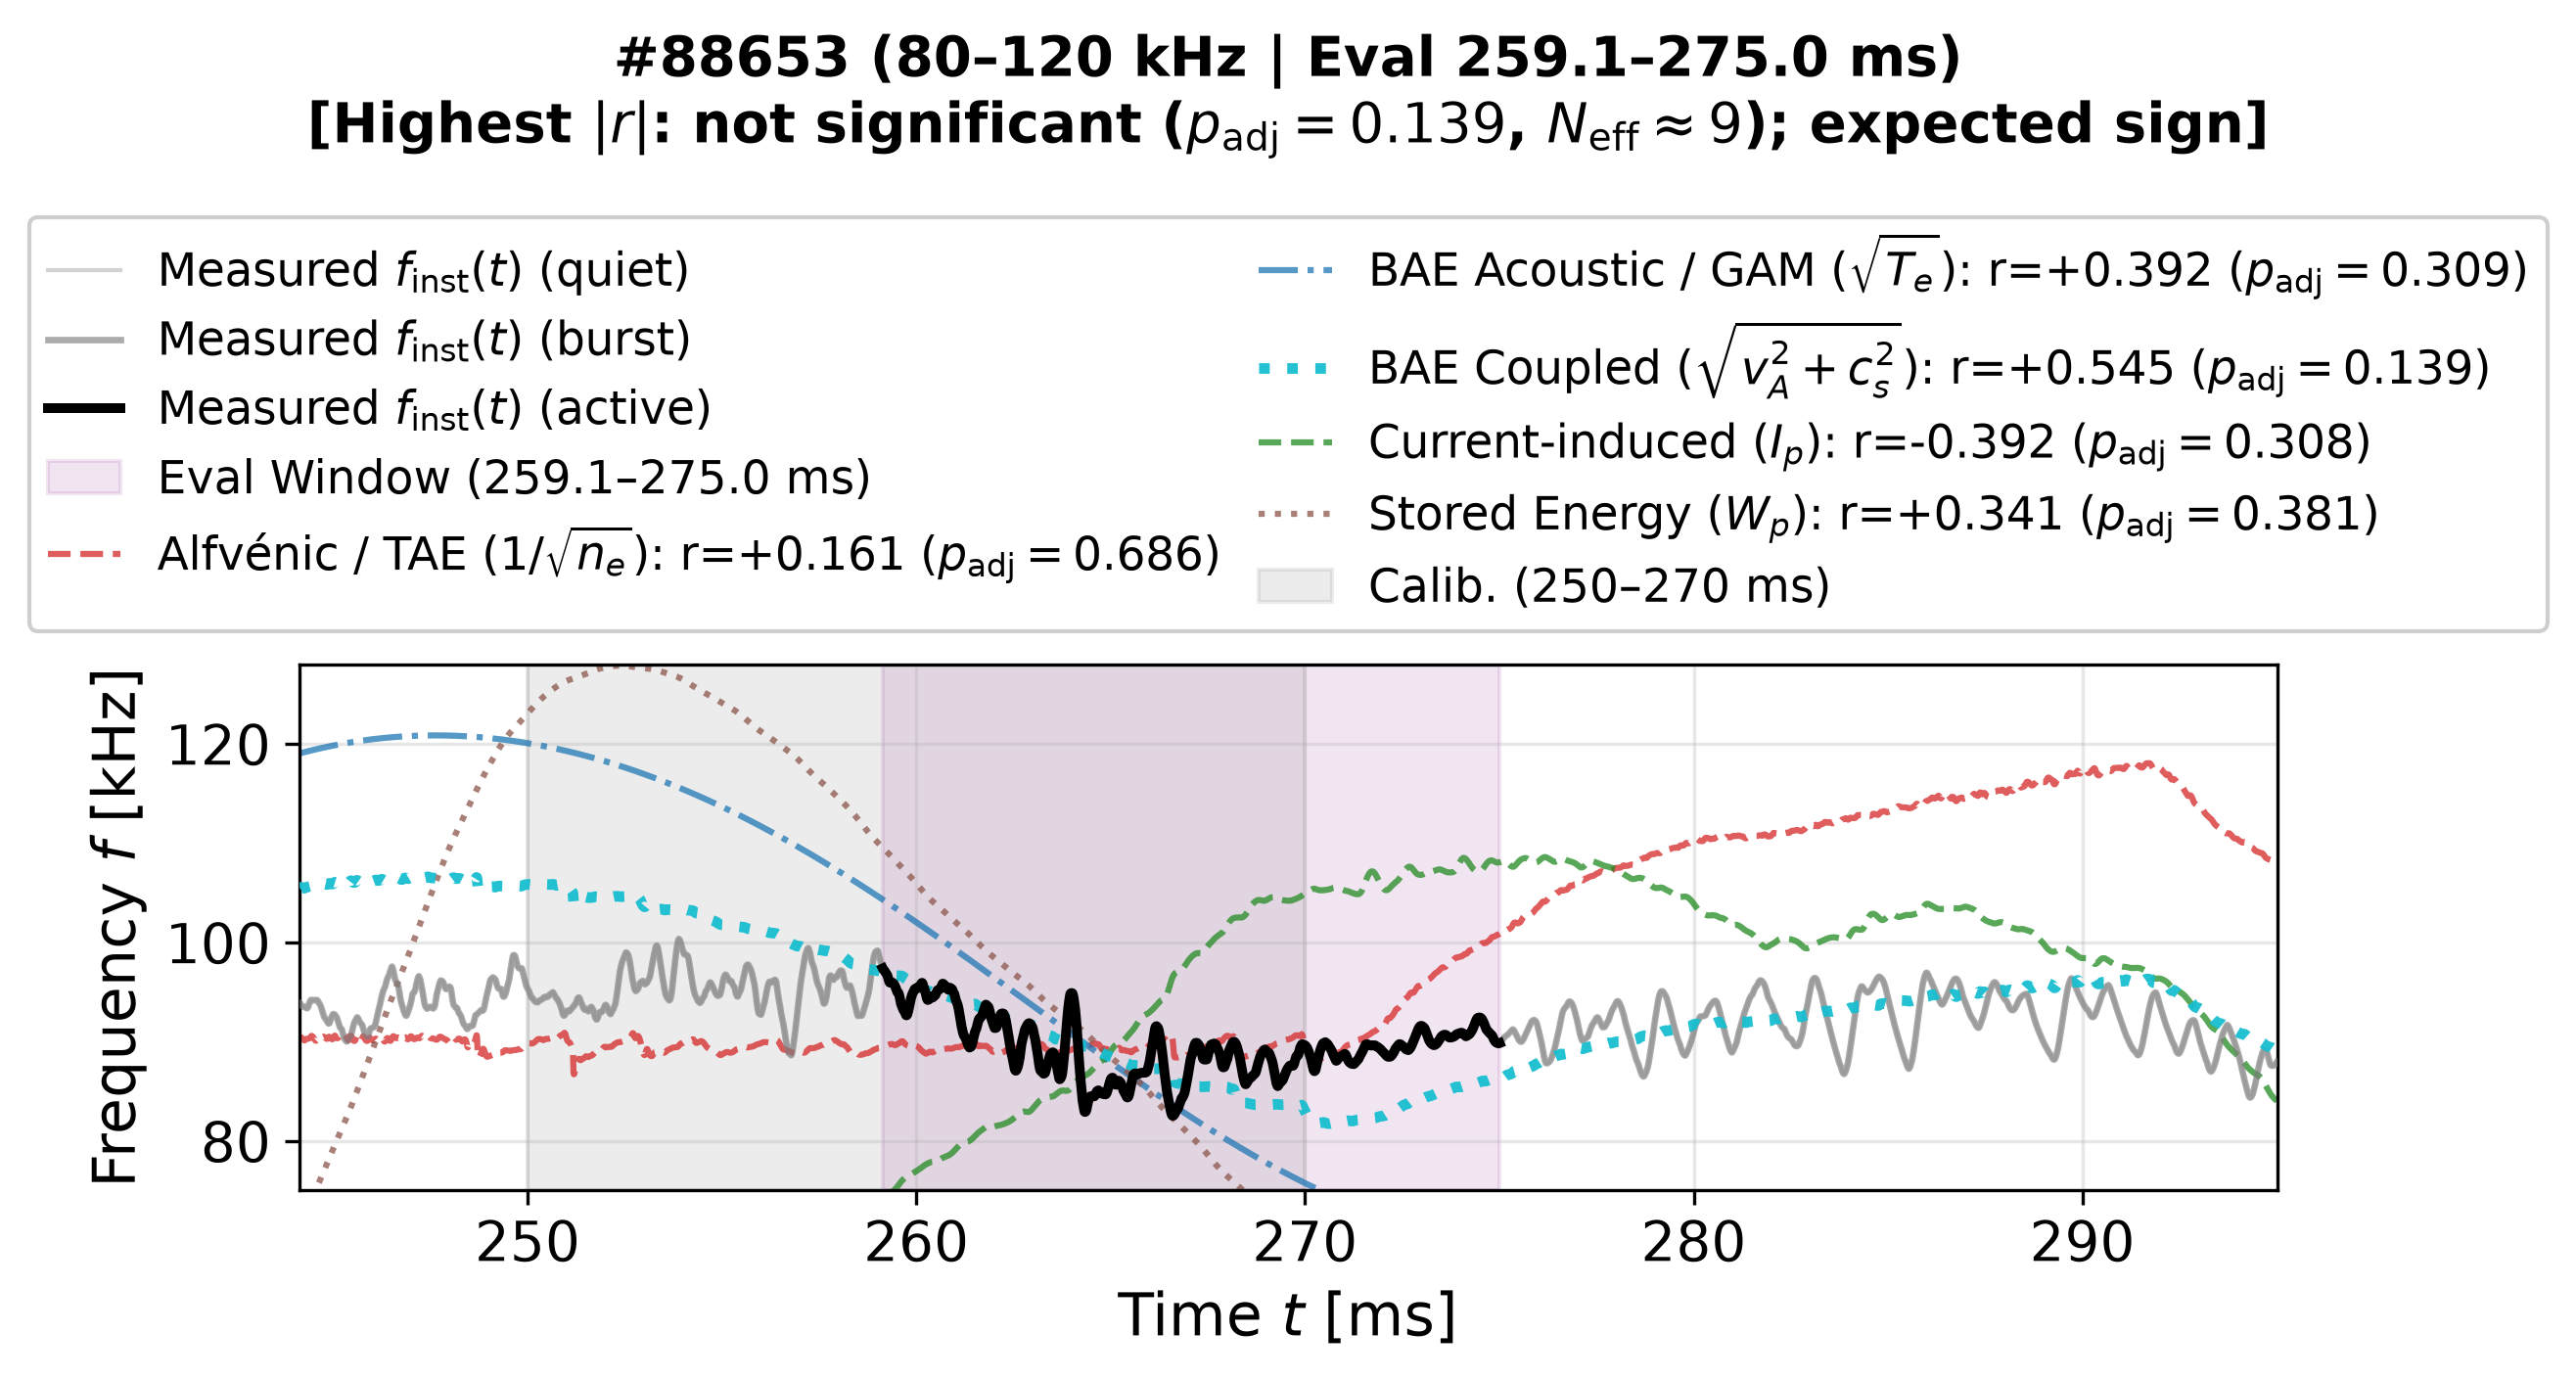 #88653 (80–120 kHz | Eval 259.1–275.0 ms)
[Highest |r|: not significant (p_adj = 0.139, N_eff ≈ 9); expected sign]
Measured f_inst(t) (quiet)
Measured f_inst(t) (burst)
Measured f_inst(t) (active)
Eval Window (259.1–275.0 ms)
Alfvénic / TAE (1/√n_e): r=+0.161 (p_adj = 0.686)
BAE Acoustic / GAM (√T_e): r=+0.392 (p_adj = 0.309)
BAE Coupled (√(v_A^2 + c_s^2)): r=+0.545 (p_adj = 0.139)
Current-induced (I_p): r=-0.392 (p_adj = 0.308)
Stored Energy (W_p): r=+0.341 (p_adj = 0.381)
Calib. (250–270 ms)
Frequency f [kHz]
120
100
80
250 260 270 280 290
Time t [ms]